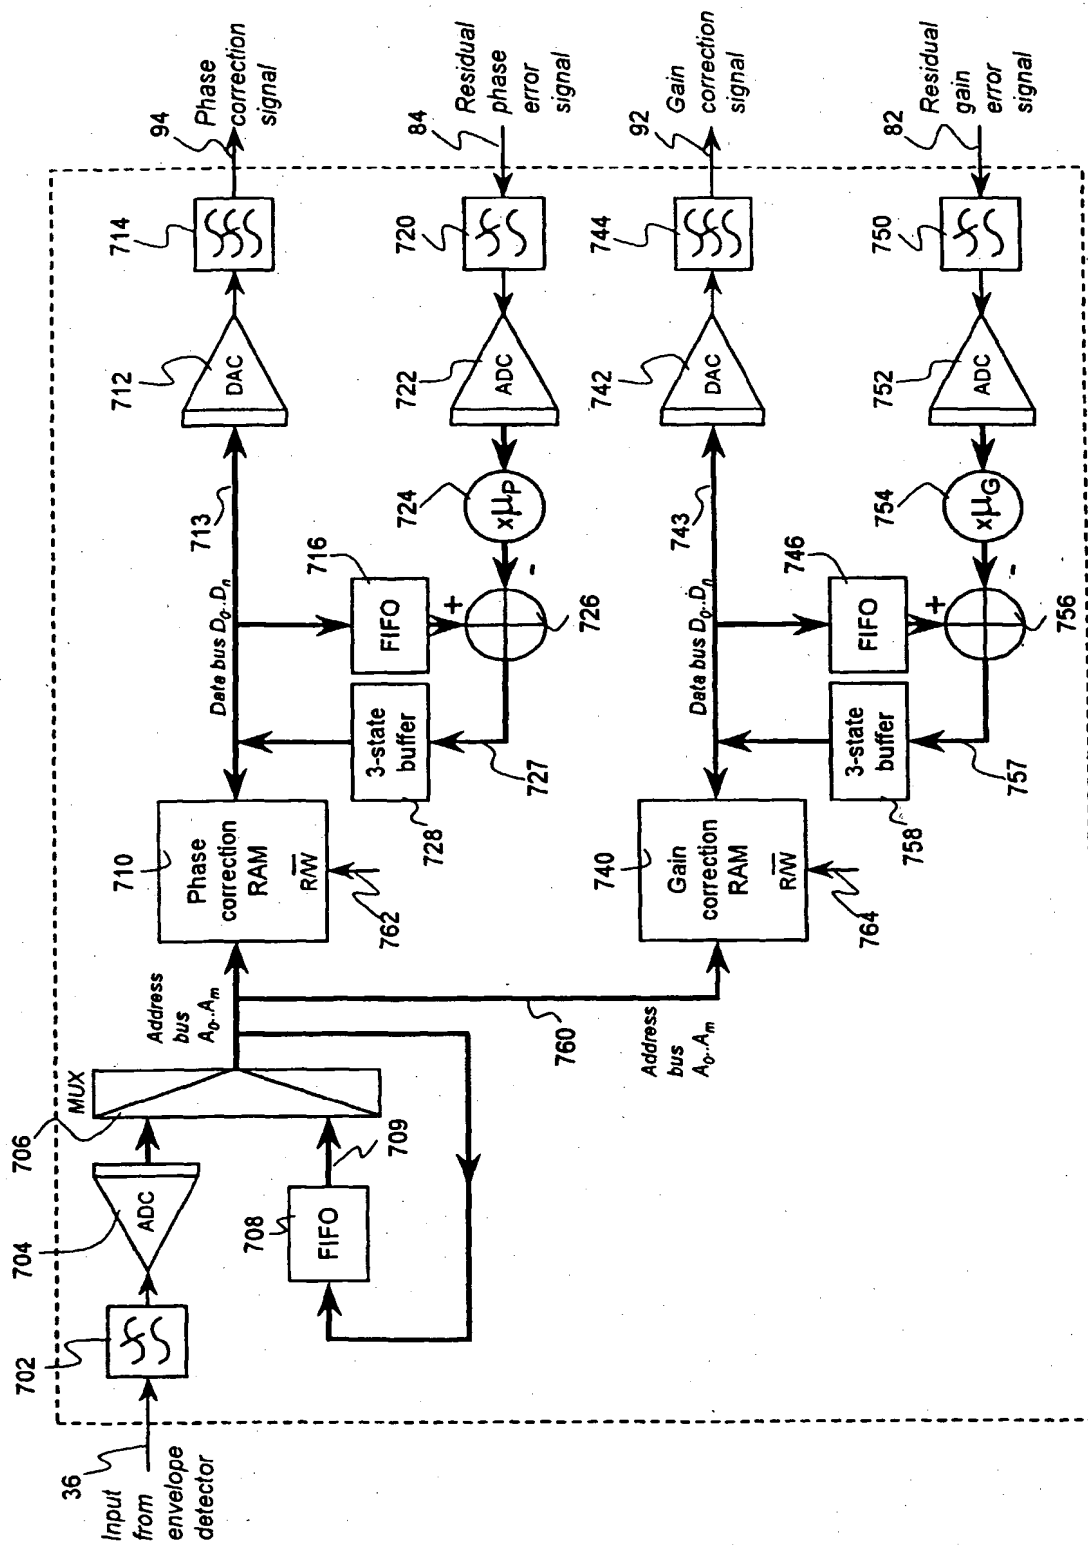 36
Input
from
envelope
detector
702
704
ADC
706
MUX
708
FIFO
709
Address
bus
A0..Am
760
Address
bus
A0..Am
710
Phase
correction
RAM
R/W̅
762
Data bus D0..Dn
713
712
DAC
714
94
Phase
correction
signal
716
FIFO
+
-
726
727
3-state
buffer
728
724
xμP
722
ADC
720
84
Residual
phase
error
signal
740
Gain
correction
RAM
R/W̅
764
Data bus D0..Dn
743
742
DAC
744
92
Gain
correction
signal
746
FIFO
+
-
756
757
3-state
buffer
758
754
xμG
752
ADC
750
82
Residual
gain
error
signal